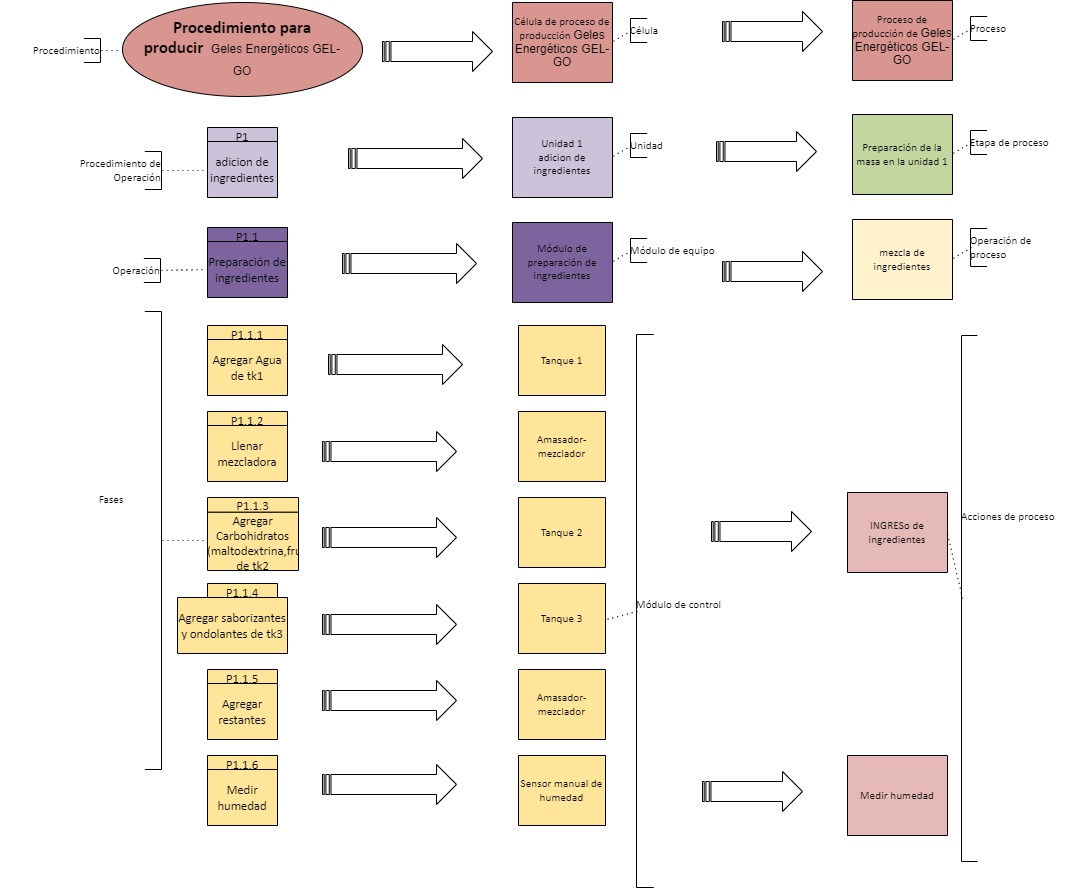 Procedimiento para
producir Geles Energéticos GEL-
GO
Procedimiento
Célula de proceso de
producción Geles
Energéticos GEL-
GO
Célula
Proceso de
producción de Geles
Energéticos GEL-
GO
Proceso
P1
adicion de
ingredientes
Procedimiento de
Operación
Unidad 1
adicion de
ingredientes
Unidad
Preparación de la
masa en la unidad 1
Etapa de proceso
P1.1
Preparación de
ingredientes
Operación
Módulo de
preparación de
ingredientes
Módulo de equipo
mezcla de
ingredientes
Operación de
proceso
P1.1.1
Agregar Agua
de tk1
Tanque 1
P1.1.2
Llenar
mezcladora
Amasador-
mezclador
Fases
P1.1.3
Agregar
Carbohidratos
(maltodextrina,fru
de tk2
Tanque 2
INGRESo de
ingredientes
Acciones de proceso
P1.1.4
Agregar saborizantes
y ondolantes de tk3
Tanque 3
Módulo de control
P1.1.5
Agregar
restantes
Amasador-
mezclador
P1.1.6
Medir
humedad
Sensor manual de
humedad
Medir humedad